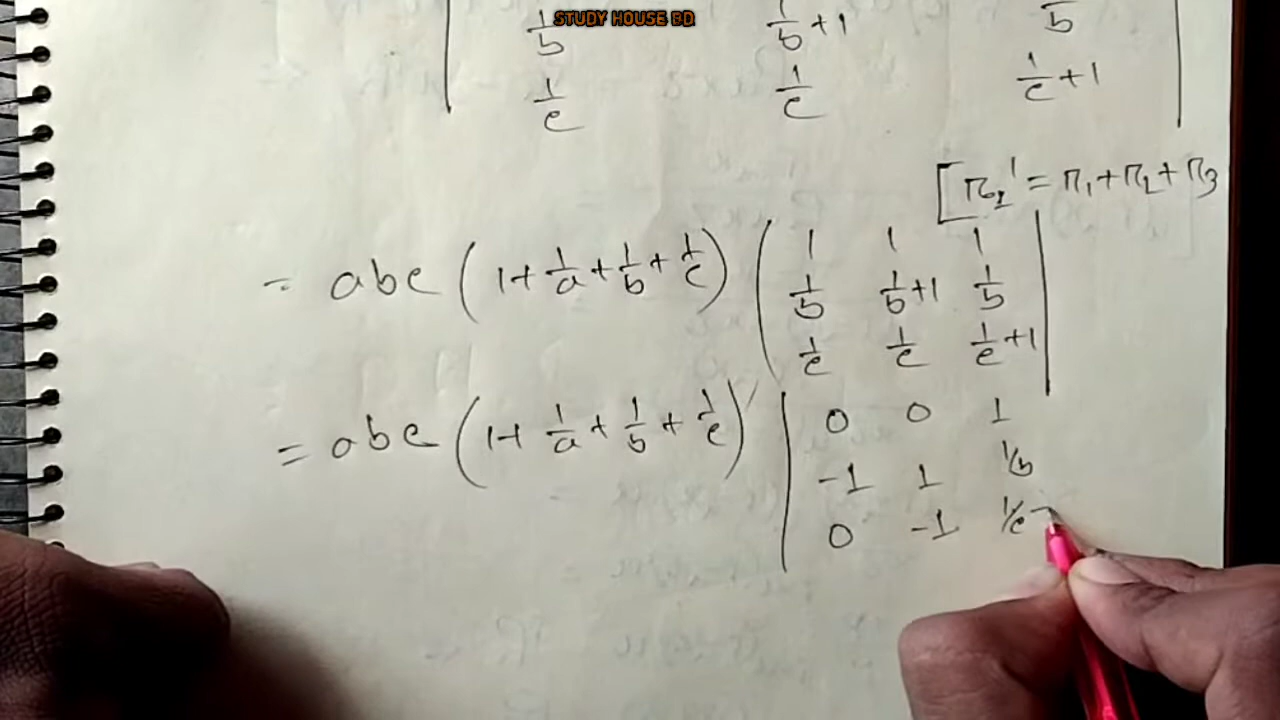 STUDY HOUSE BD
1/b 1/b+1 1/b
1/c 1/c 1/c+1
[r₁' = r₁+r₂+r₃
= abc (1+1/a+1/b+1/c) | 1 1 1
1/b 1/b+1 1/b
1/c 1/c 1/c+1 |
= abc (1+1/a+1/b+1/c) | 0 0 1
-1 1 1/b
0 -1 1/c